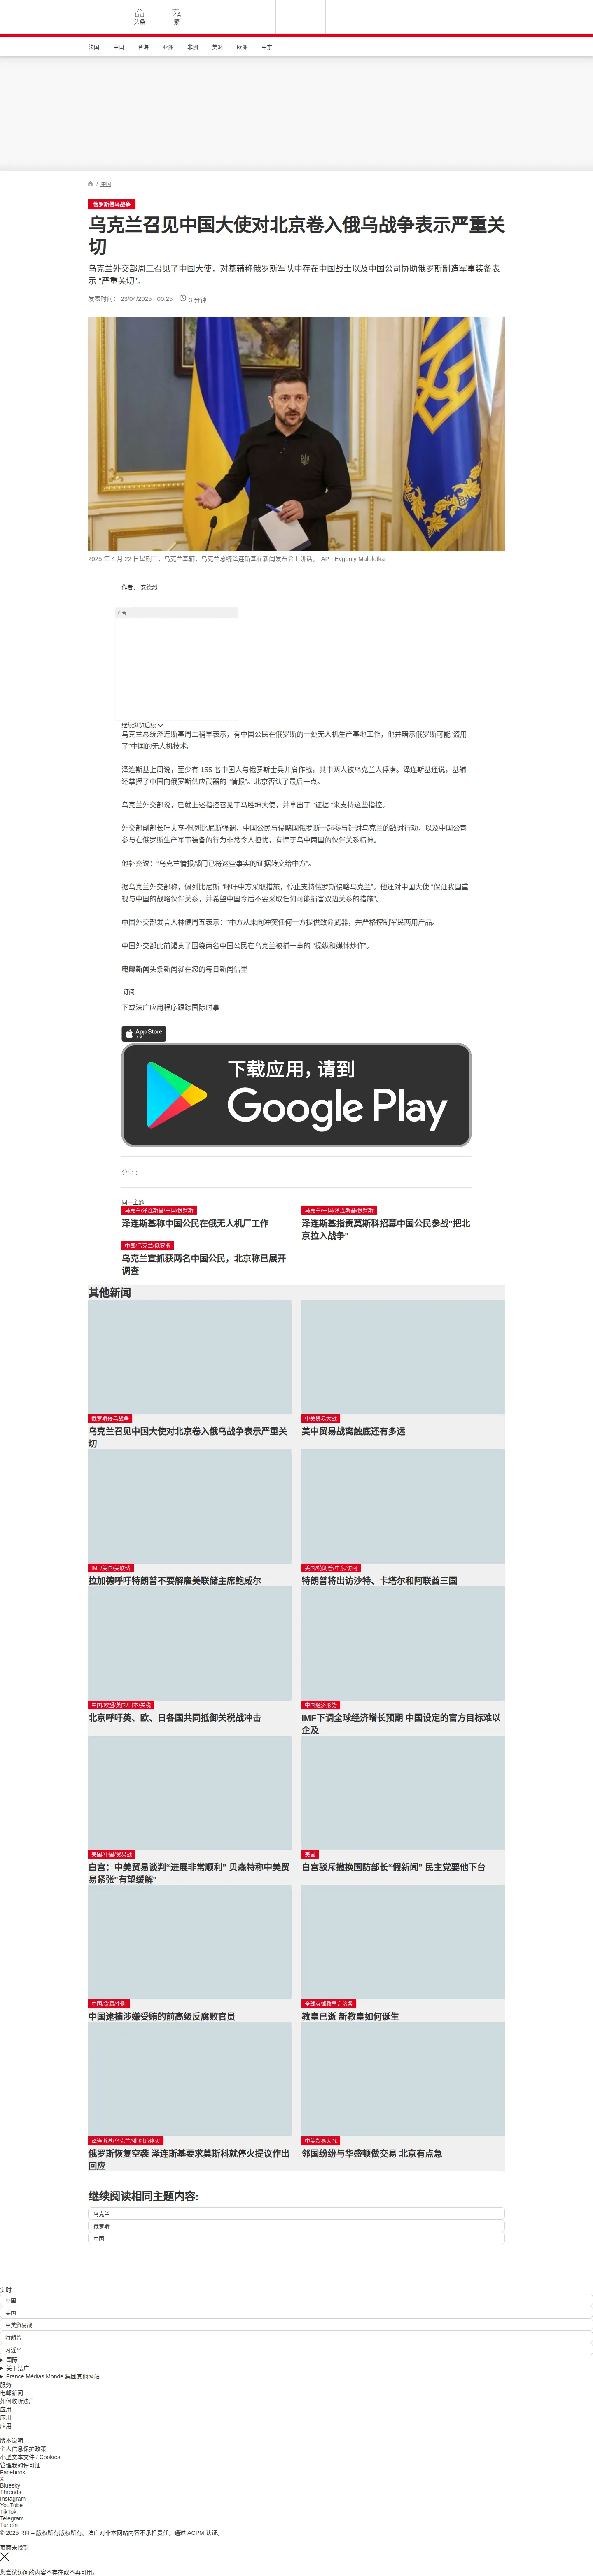 头条
繁
法国 中国 台海 亚洲 非洲 美洲 欧洲 中东
/ 中国
俄罗斯侵乌战争
乌克兰召见中国大使对北京卷入俄乌战争表示严重关
切
乌克兰外交部周二召见了中国大使，对基辅称俄罗斯军队中存在中国战士以及中国公司协助俄罗斯制造军事装备表
示 “严重关切”。
发表时间： 23/04/2025 - 00:25 3 分钟
2025 年 4 月 22 日星期二，乌克兰基辅，乌克兰总统泽连斯基在新闻发布会上讲话。 AP - Evgeniy Maloletka
作者： 安德烈
广告
继续浏览后续
乌克兰总统泽连斯基周二稍早表示，有中国公民在俄罗斯的一处无人机生产基地工作，他并暗示俄罗斯可能“盗用
了”中国的无人机技术。
泽连斯基上周说，至少有 155 名中国人与俄罗斯士兵并肩作战，其中两人被乌克兰人俘虏。泽连斯基还说，基辅
还掌握了中国向俄罗斯供应武器的 “情报”。北京否认了最后一点。
乌克兰外交部说，已就上述指控召见了马胜坤大使，并拿出了 “证据 ”来支持这些指控。
外交部副部长叶夫亨·佩列比尼斯强调，中国公民与侵略国俄罗斯一起参与针对乌克兰的敌对行动，以及中国公司
参与在俄罗斯生产军事装备的行为非常令人担忧，有悖于乌中两国的伙伴关系精神。
他补充说：“乌克兰情报部门已将这些事实的证据转交给中方”。
据乌克兰外交部称，佩列比尼斯 “呼吁中方采取措施，停止支持俄罗斯侵略乌克兰”。他还对中国大使 “保证我国重
视与中国的战略伙伴关系，并希望中国今后不要采取任何可能损害双边关系的措施”。
中国外交部发言人林健周五表示：“中方从未向冲突任何一方提供致命武器，并严格控制军民两用产品。
中国外交部此前谴责了围绕两名中国公民在乌克兰被捕一事的 “操纵和媒体炒作”。
电邮新闻头条新闻就在您的每日新闻信里
订阅
下载法广应用程序跟踪国际时事
App Store
下载
下载应用，请到
Google Play
分享 :
同一主题
乌克兰/泽连斯基/中国/俄罗斯
泽连斯基称中国公民在俄无人机厂工作
乌克兰/中国/泽连斯基/俄罗斯
泽连斯基指责莫斯科招募中国公民参战"把北
京拉入战争"
中国/乌克兰/俄罗斯
乌克兰宣抓获两名中国公民，北京称已展开
调查
其他新闻
俄罗斯侵乌战争
乌克兰召见中国大使对北京卷入俄乌战争表示严重关
切
中美贸易大战
美中贸易战离触底还有多远
IMF/美国/美联储
拉加德呼吁特朗普不要解雇美联储主席鲍威尔
美国/特朗普/中东/访问
特朗普将出访沙特、卡塔尔和阿联酋三国
中国/欧盟/英国/日本/关税
北京呼吁英、欧、日各国共同抵御关税战冲击
中国经济形势
IMF下调全球经济增长预期 中国设定的官方目标难以
企及
美国/中国/贸易战
白宫：中美贸易谈判“进展非常顺利” 贝森特称中美贸
易紧张"有望缓解"
美国
白宫驳斥撤换国防部长“假新闻” 民主党要他下台
中国/贪腐/李刚
中国逮捕涉嫌受贿的前高级反腐败官员
全球哀悼教皇方济各
教皇已逝 新教皇如何诞生
泽连斯基/乌克兰/俄罗斯/停火
俄罗斯恢复空袭 泽连斯基要求莫斯科就停火提议作出
回应
中美贸易大战
邻国纷纷与华盛顿做交易 北京有点急
继续阅读相同主题内容:
乌克兰
俄罗斯
中国
实时
中国
美国
中美贸易战
特朗普
习近平
国际
关于法广
France Médias Monde 集团其他网站
服务
电邮新闻
如何收听法广
应用
应用
应用
版本说明
个人信息保护政策
小型文本文件 / Cookies
管理我的许可证
Facebook
X
Bluesky
Threads
Instagram
YouTube
TikTok
Telegram
TuneIn
© 2025 RFI – 版权所有版权所有。法广对非本网站内容不承担责任。通过 ACPM 认证。
页面未找到
您尝试访问的内容不存在或不再可用。